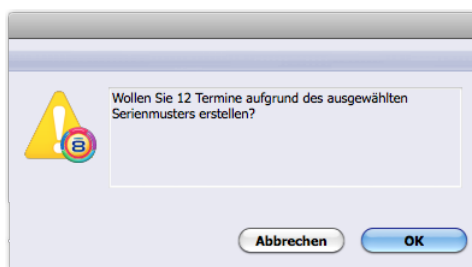 Wollen Sie 12 Termine aufgrund des ausgewählten
Serienmusters erstellen?
Abbrechen
OK